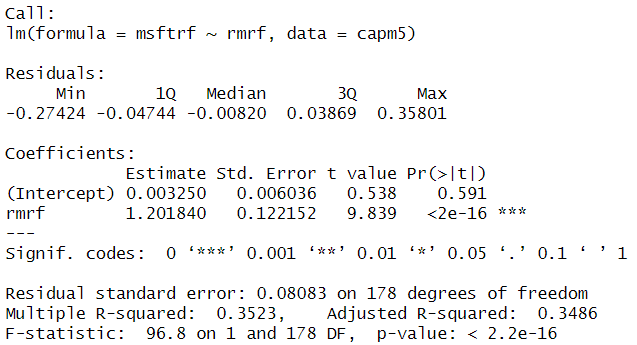 Call:
lm(formula = msftrf ~ rmrf, data = capm5)
Residuals:
Min 1Q Median 3Q Max
-0.27424 -0.04744 -0.00820 0.03869 0.35801
Coefficients:
Estimate Std. Error t value Pr(>|t|)
(Intercept) 0.003250 0.006036 0.538 0.591
rmrf 1.201840 0.122152 9.839 <2e-16 ***
---
Signif. codes: 0 ‘***’ 0.001 ‘**’ 0.01 ‘*’ 0.05 ‘.’ 0.1 ‘ ’ 1
Residual standard error: 0.08083 on 178 degrees of freedom
Multiple R-squared: 0.3523, Adjusted R-squared: 0.3486
F-statistic: 96.8 on 1 and 178 DF, p-value: < 2.2e-16